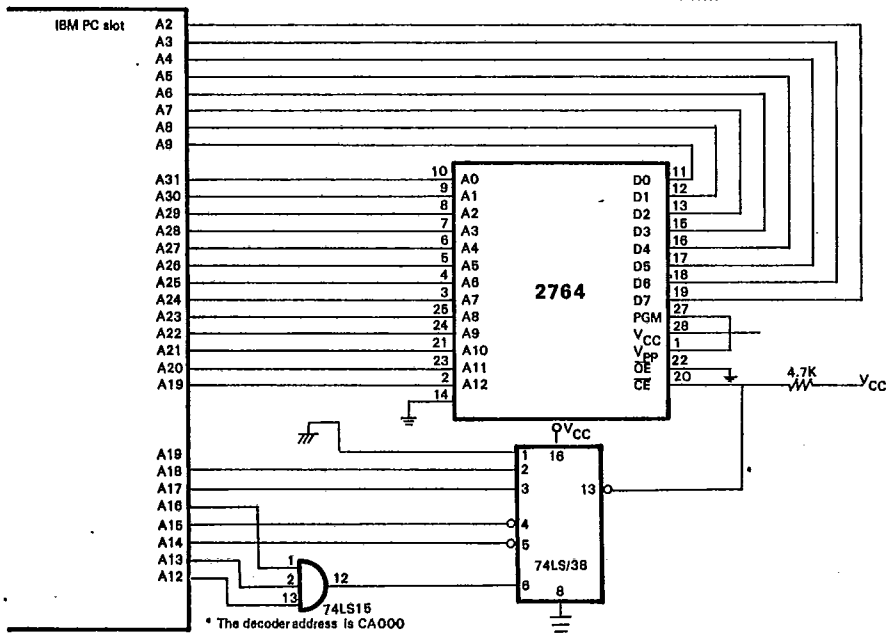 IBM PC slot
A2
A3
A4
A5
A6
A7
A8
A9
A31
A30
A29
A28
A27
A26
A25
A24
A23
A22
A21
A20
A19
10 A0
9 A1
8 A2
7 A3
6 A4
5 A5
4 A6
3 A7
25 A8
24 A9
21 A10
23 A11
2 A12
14
2764
D0 11
D1 12
D2 13
D3 15
D4 16
D5 17
D6 18
D7 19
PGM 27
VCC 28
VPP 1
OE 22
CE 20
4.7K
VCC
VCC
A19
A18
A17
A16
A15
A14
A13
A12
1
2
3
4
5
6
16
13
8
74LS/38
1
2
13
12
74LS15
* The decoder address is CA000